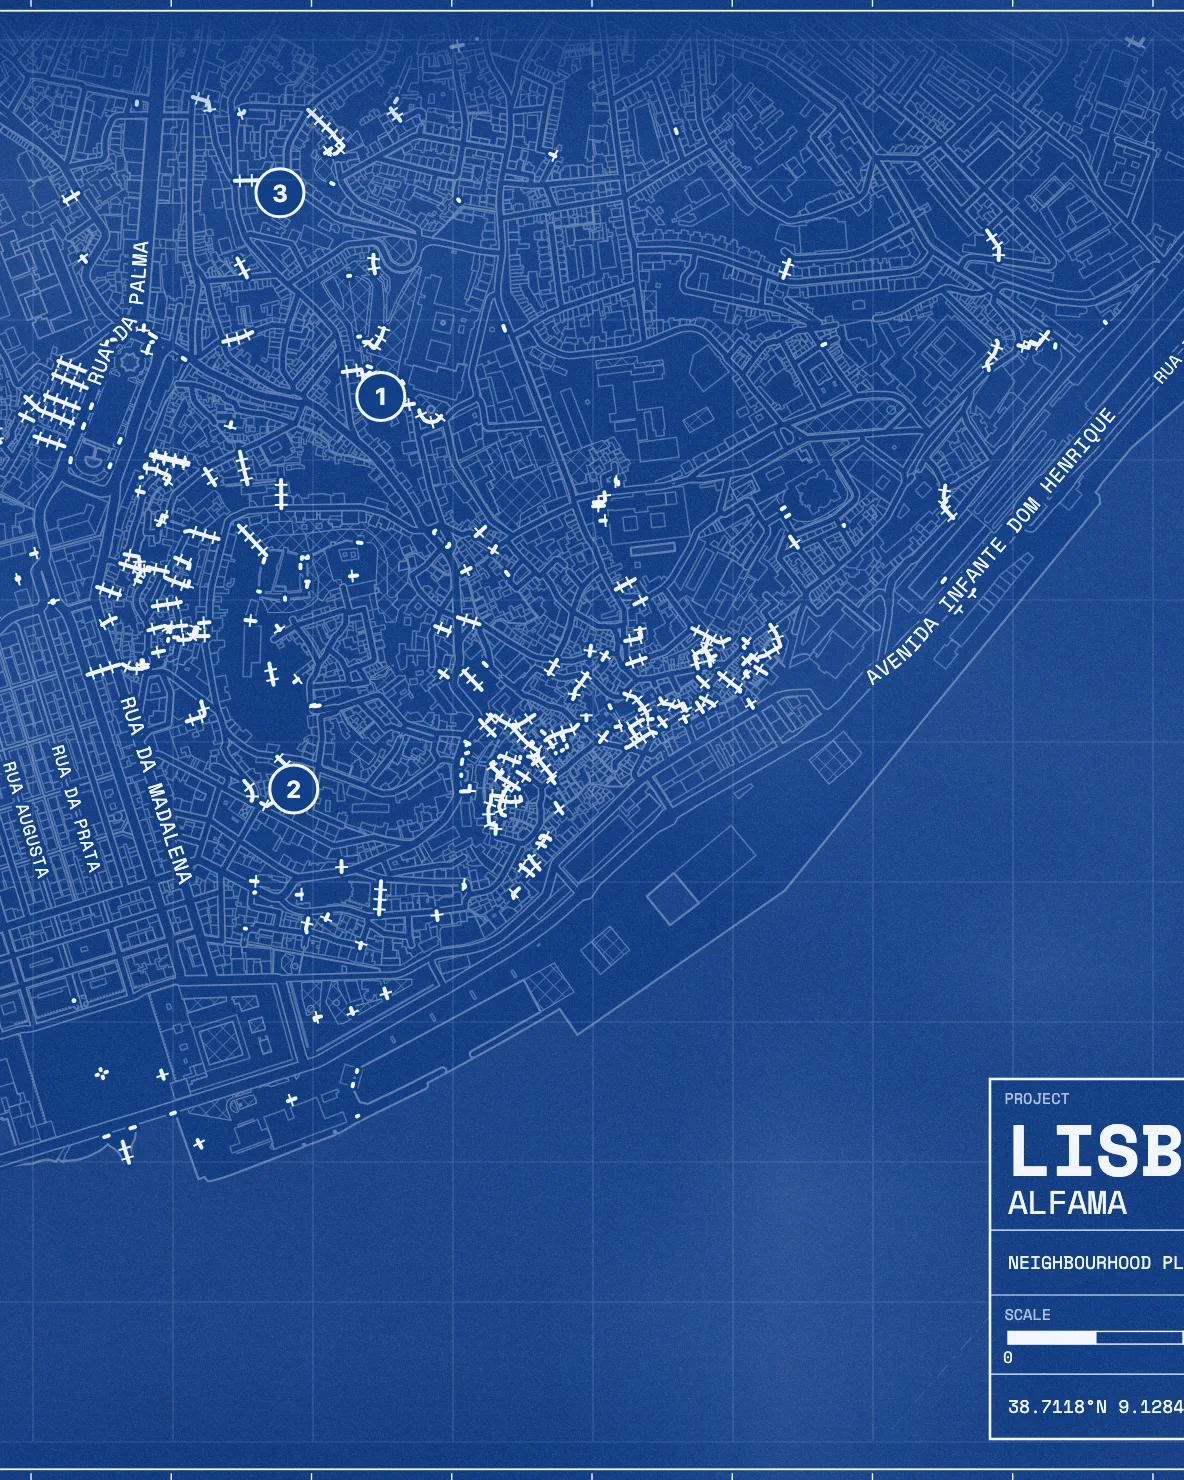 3
RUA DA PALMA
1
RUA
AVENIDA INFANTE DOM HENRIQUE
RUA DA MADALENA
RUA DA PRATA
RUA AUGUSTA
2
PROJECT
LISB
ALFAMA
NEIGHBOURHOOD PL
SCALE
0
38.7118°N 9.1284